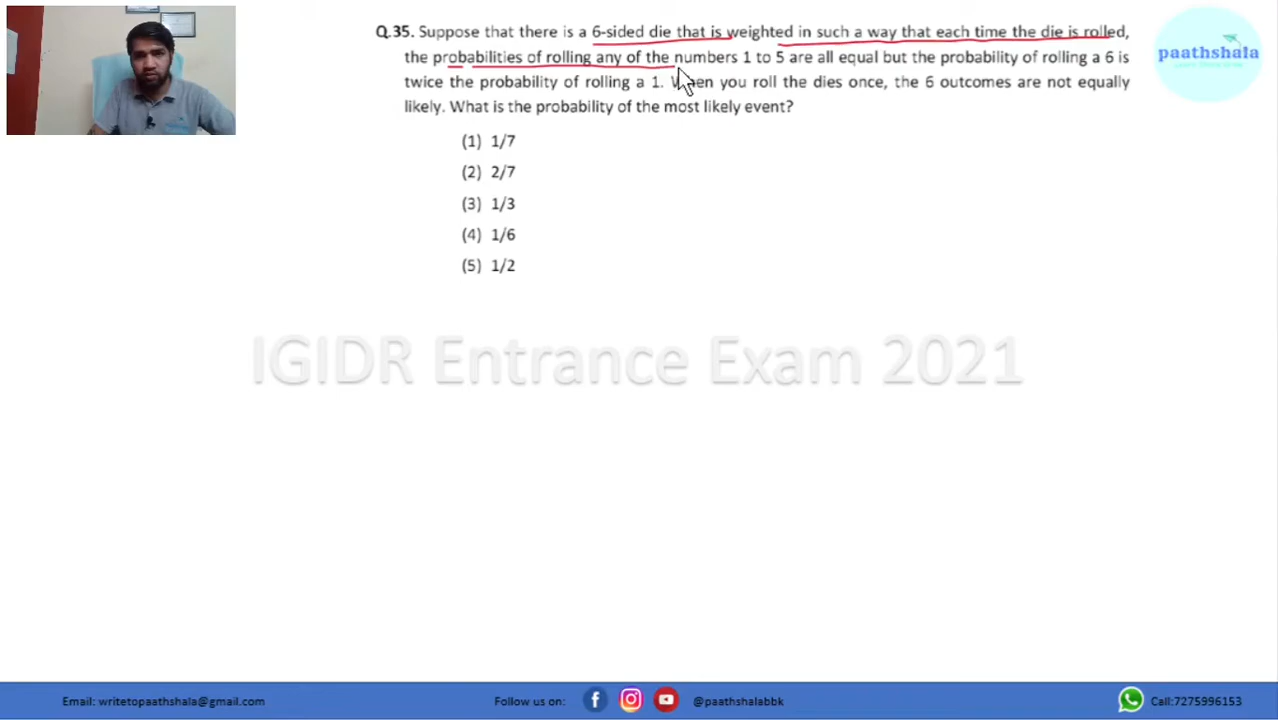 Q.35. Suppose that there is a 6-sided die that is weighted in such a way that each time the die is rolled,
the probabilities of rolling any of the numbers 1 to 5 are all equal but the probability of rolling a 6 is
twice the probability of rolling a 1. When you roll the dies once, the 6 outcomes are not equally
likely. What is the probability of the most likely event?
(1) 1/7
(2) 2/7
(3) 1/3
(4) 1/6
(5) 1/2
paathshala
IGIDR Entrance Exam 2021
Email: writetopaathshala@gmail.com
Follow us on:
@paathshalabbk
Call:7275996153